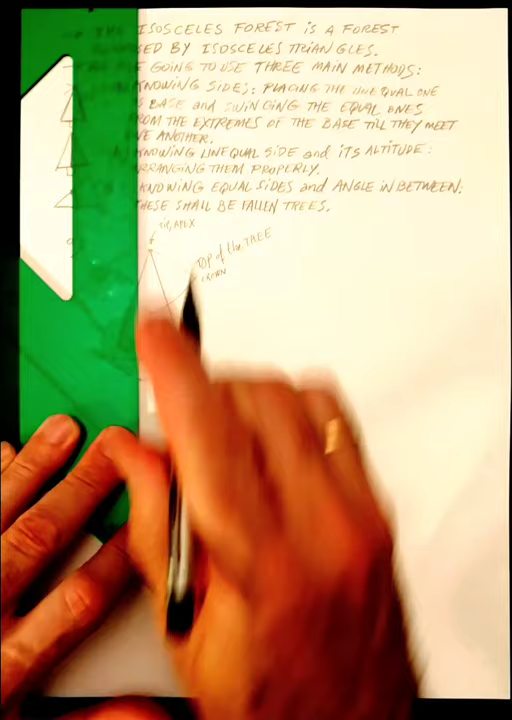 THE ISOSCELES FOREST IS A FOREST
BY ISOSCELES TRIANGLES.
GOING TO USE THREE MAIN METHODS:
KNOWING SIDES: PLACING THE UNEQUAL ONE
BASE and SWINGING THE EQUAL ONES
FROM THE EXTREMES OF THE BASE TILL THEY MEET
ANOTHER.
KNOWING UNEQUAL SIDE and ITS ALTITUDE:
ARRANGING THEM PROPERLY.
KNOWING EQUAL SIDES and ANGLE IN BETWEEN:
THESE SHALL BE FALLEN TREES.
TIP, APEX
TOP of the TREE
CROWN